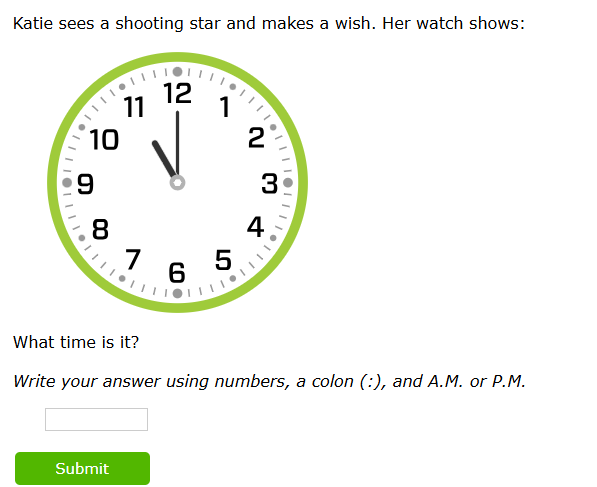 Katie sees a shooting star and makes a wish. Her watch shows:
12
11 1
10 2
9 3
8 4
7 5
6
What time is it?
Write your answer using numbers, a colon (:), and A.M. or P.M.
Submit